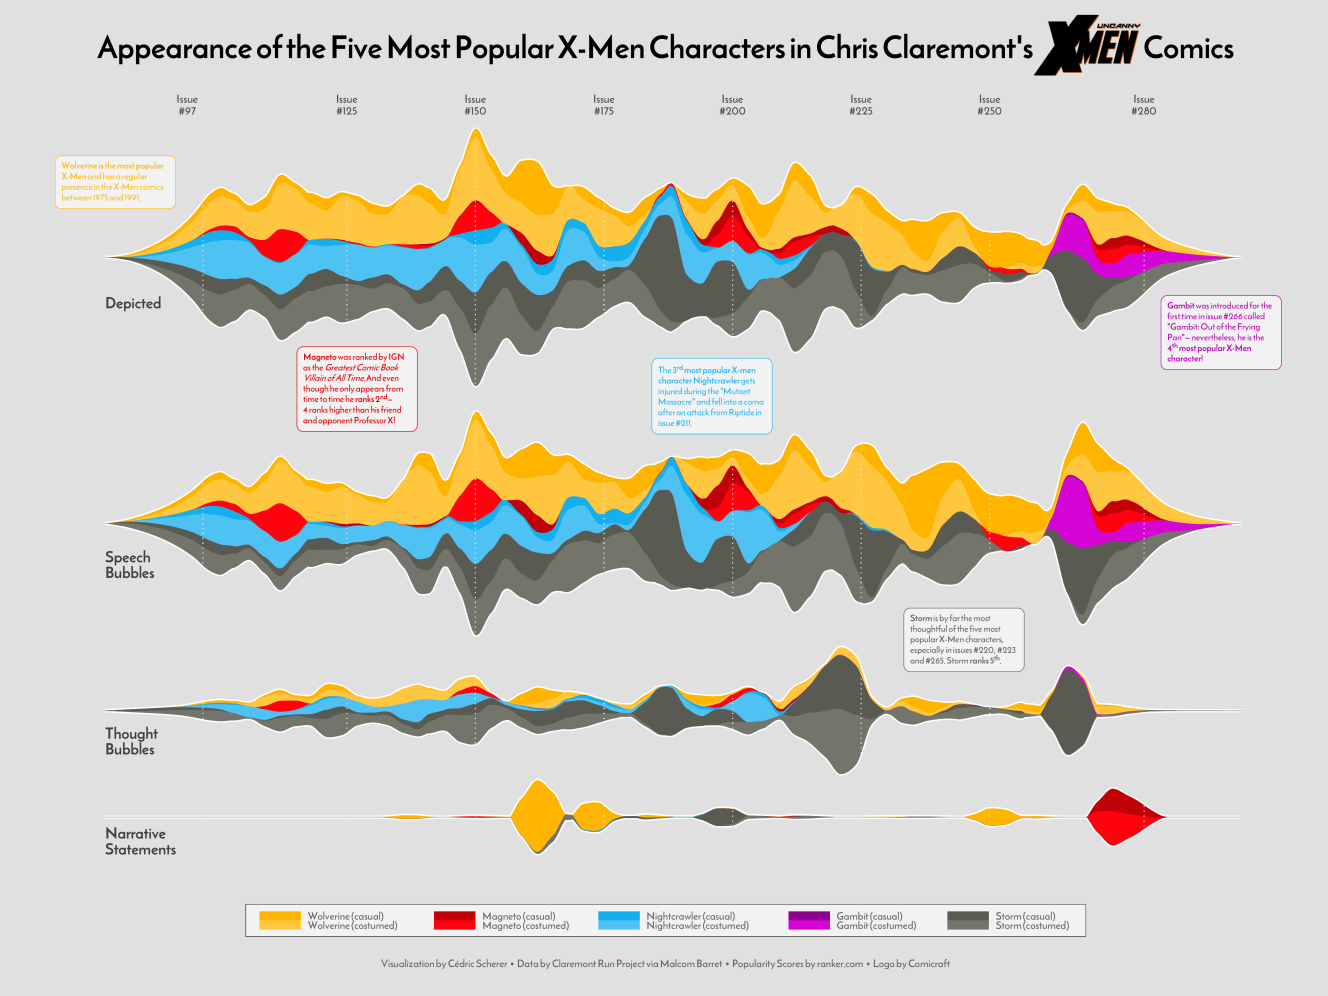 Appearance of the Five Most Popular X-Men Characters in Chris Claremont's UNCANNY X-MEN Comics
Issue #97
Issue #125
Issue #150
Issue #175
Issue #200
Issue #225
Issue #250
Issue #280
Wolverine is the most popular
X-Men and has a regular
presence in the X-Men comics
between 1975 and 1991.
Depicted
Gambit was introduced for the
first time in issue #266 called
"Gambit: Out of the Frying
Pan" – nevertheless, he is the
4th most popular X-Men
character!
Magneto was ranked by IGN
as the Greatest Comic Book
Villain of All Time. And even
though he only appears from
time to time he ranks 2nd –
4 ranks higher than his friend
and opponent Professor X!
The 3rd most popular X-men
character Nightcrawler gets
injured during the "Mutant
Massacre" and fell into a coma
after an attack from Riptide in
issue #211.
Speech
Bubbles
Storm is by far the most
thoughtful of the five most
popular X-Men characters,
especially in issues #220, #223
and #265. Storm ranks 5th.
Thought
Bubbles
Narrative
Statements
Wolverine (casual)
Wolverine (costumed)
Magneto (casual)
Magneto (costumed)
Nightcrawler (casual)
Nightcrawler (costumed)
Gambit (casual)
Gambit (costumed)
Storm (casual)
Storm (costumed)
Visualization by Cédric Scherer • Data by Claremont Run Project via Malcom Barret • Popularity Scores by ranker.com • Logo by Comicraft